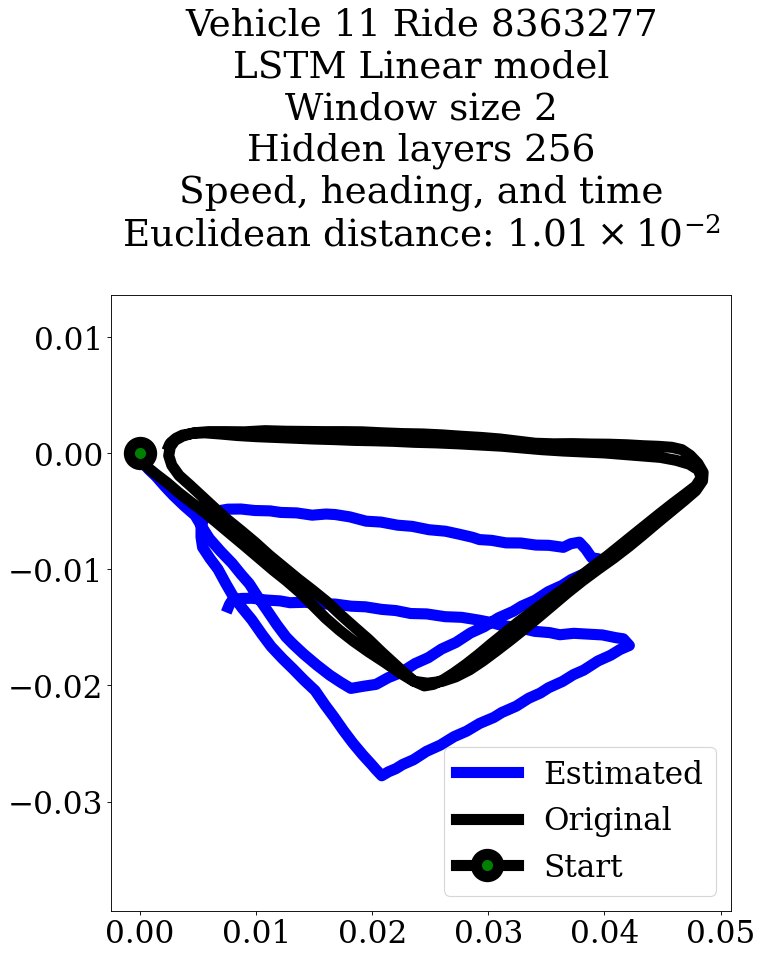 Vehicle 11 Ride 8363277
LSTM Linear model
Window size 2
Hidden layers 256
Speed, heading, and time
Euclidean distance: 1.01 × 10⁻²
0.01
0.00
−0.01
−0.02
−0.03
Estimated
Original
Start
0.00 0.01 0.02 0.03 0.04 0.05